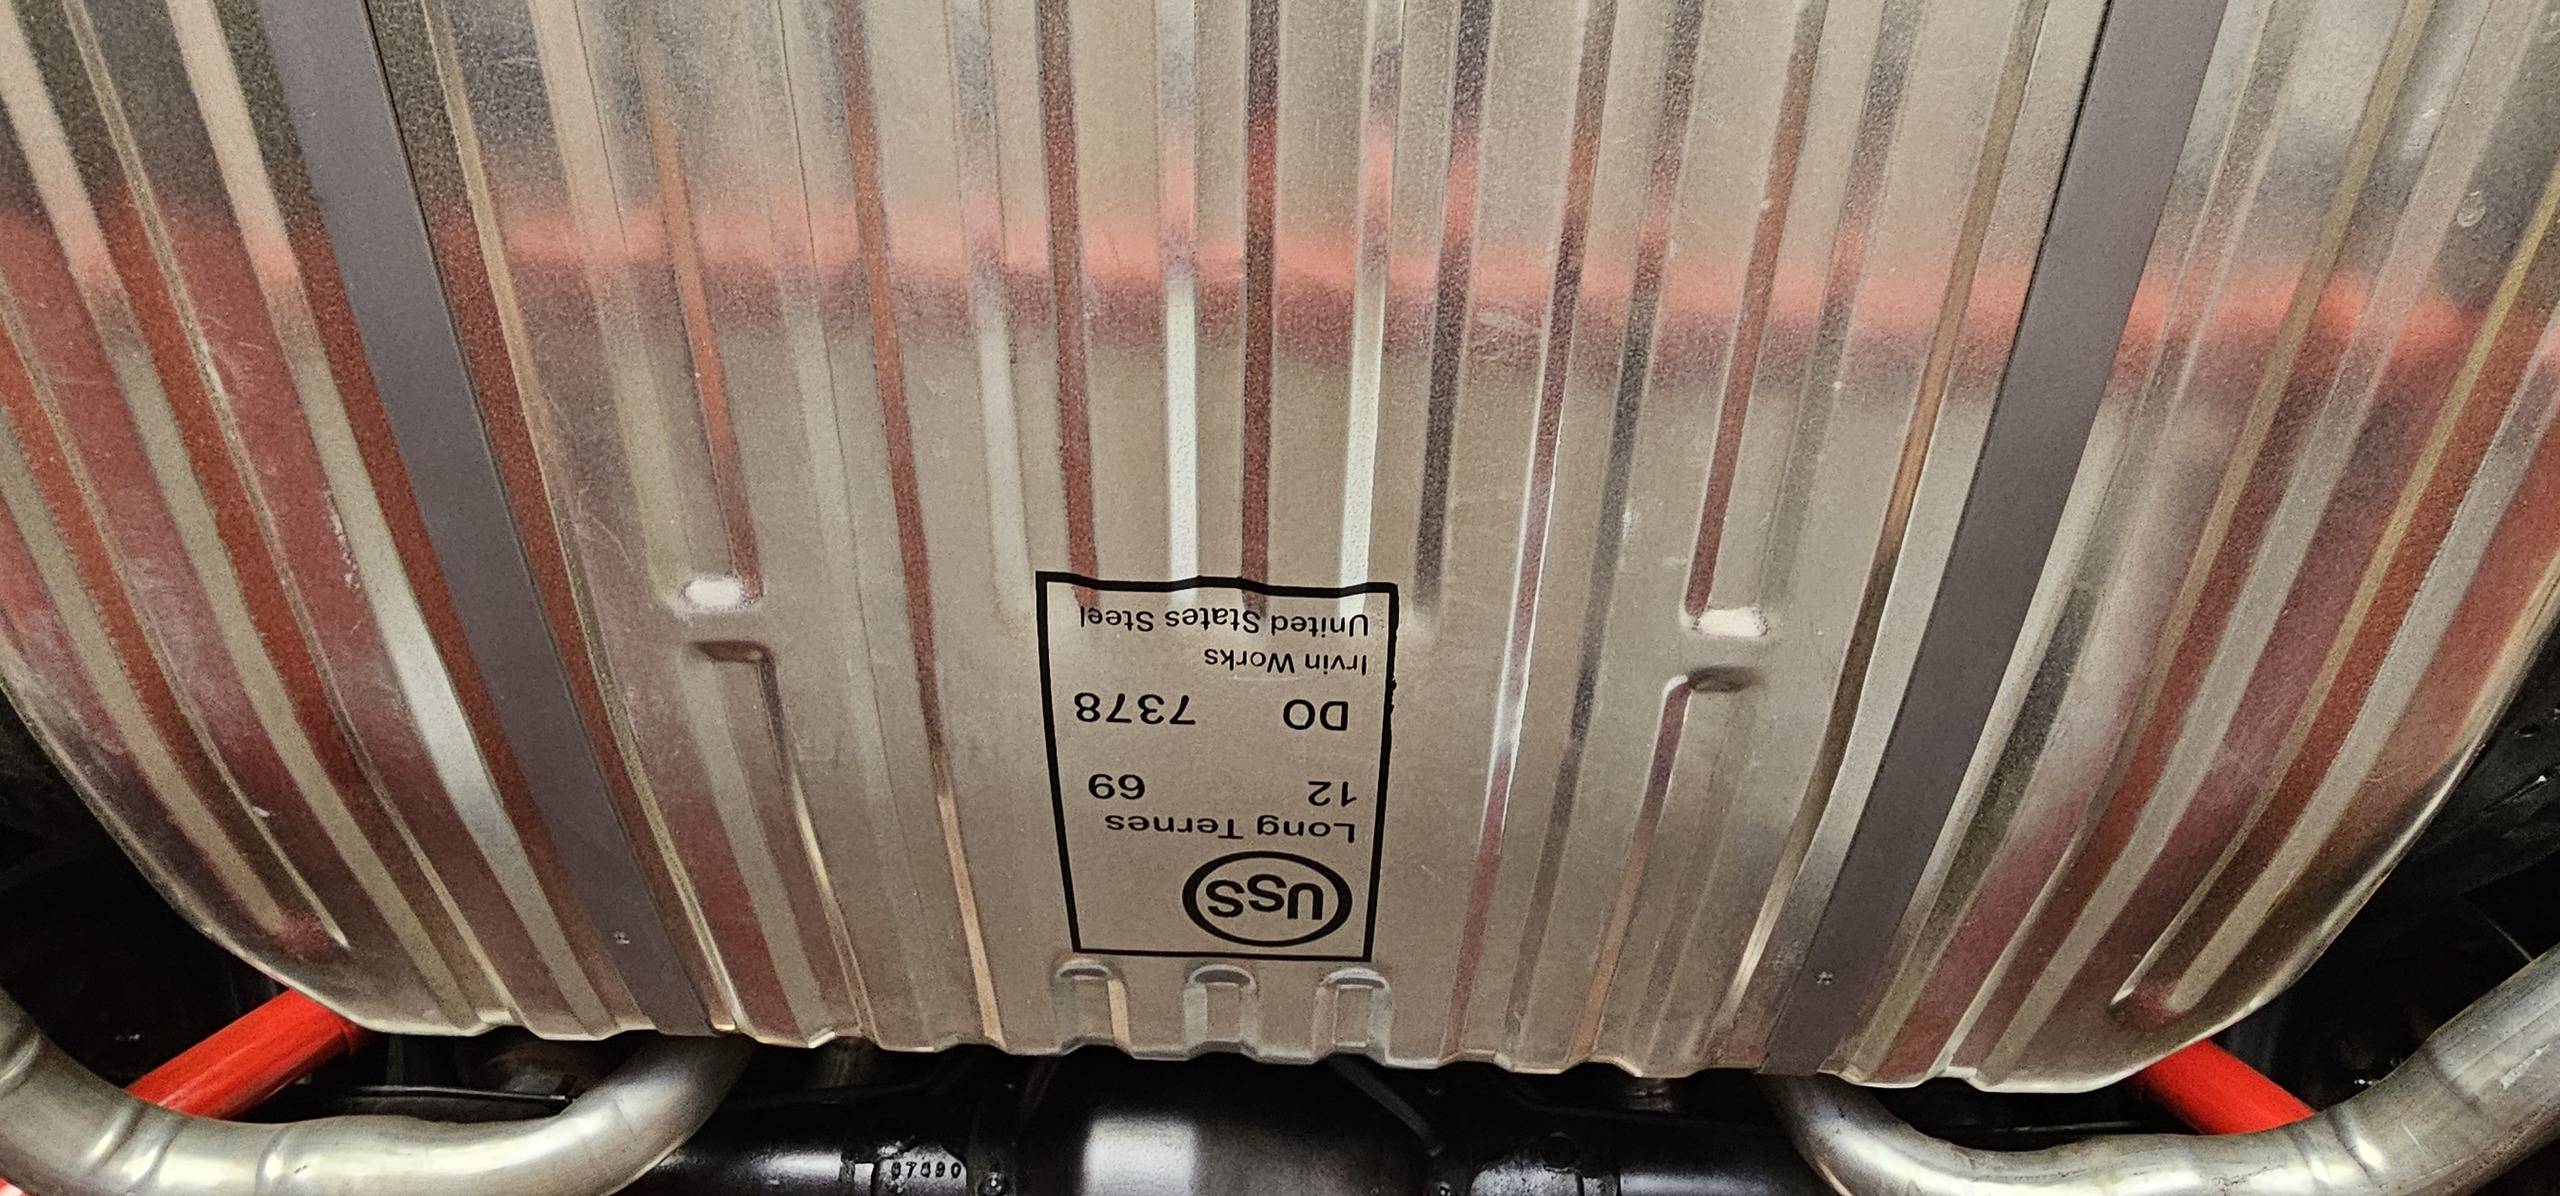 USS
Long Ternes
12 69
DO 7378
Irvin Works
United States Steel